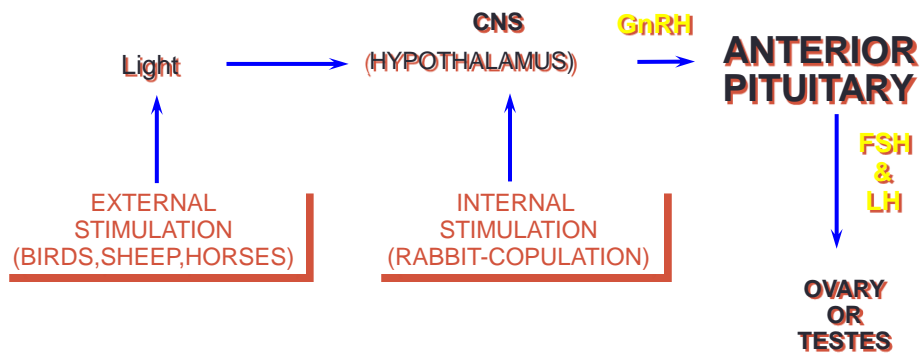 CNS
GnRH
Light
(HYPOTHALAMUS)
ANTERIOR
PITUITARY
FSH
&
LH
EXTERNAL
STIMULATION
(BIRDS,SHEEP,HORSES)
INTERNAL
STIMULATION
(RABBIT-COPULATION)
OVARY
OR
TESTES